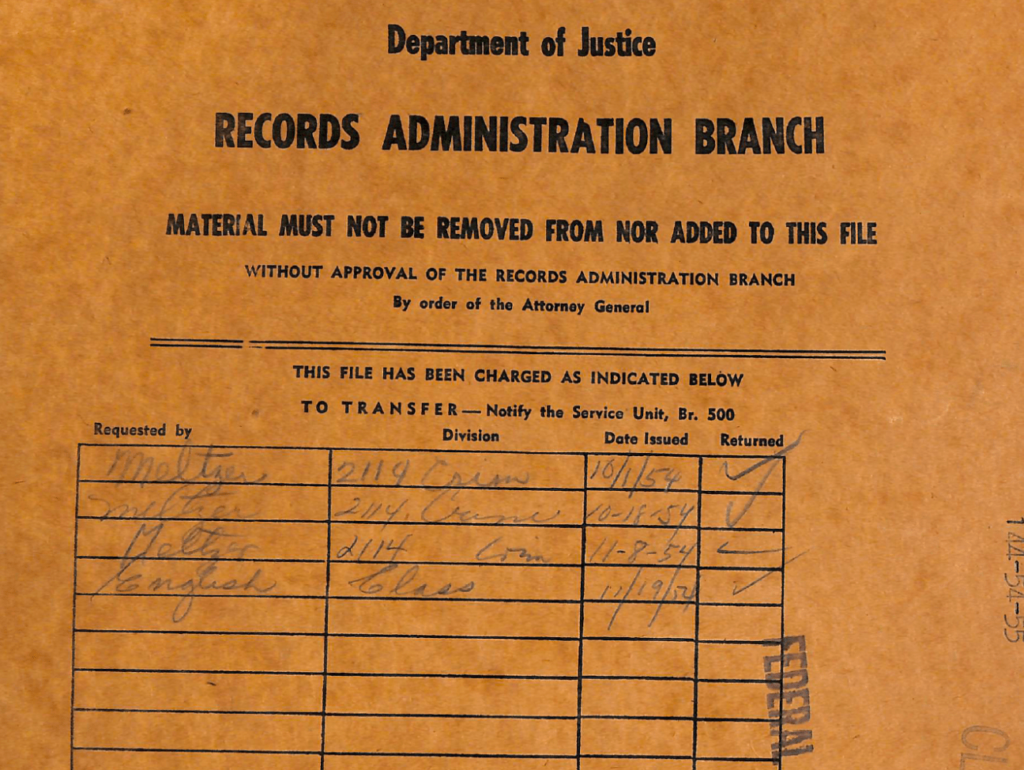 Department of Justice
RECORDS ADMINISTRATION BRANCH
MATERIAL MUST NOT BE REMOVED FROM NOR ADDED TO THIS FILE
WITHOUT APPROVAL OF THE RECORDS ADMINISTRATION BRANCH
By order of the Attorney General
THIS FILE HAS BEEN CHARGED AS INDICATED BELOW
TO TRANSFER — Notify the Service Unit, Br. 500
Requested by Division Date Issued Returned
Meltzer 2114 Crim 10/1/54 ✓
Meltzer 2114 Crim 10-18-54 ✓
Meltzer 2114 Crim 11-8-54 ✓
English Class 11/19/54 ✓
FEDERAL
144-54-55